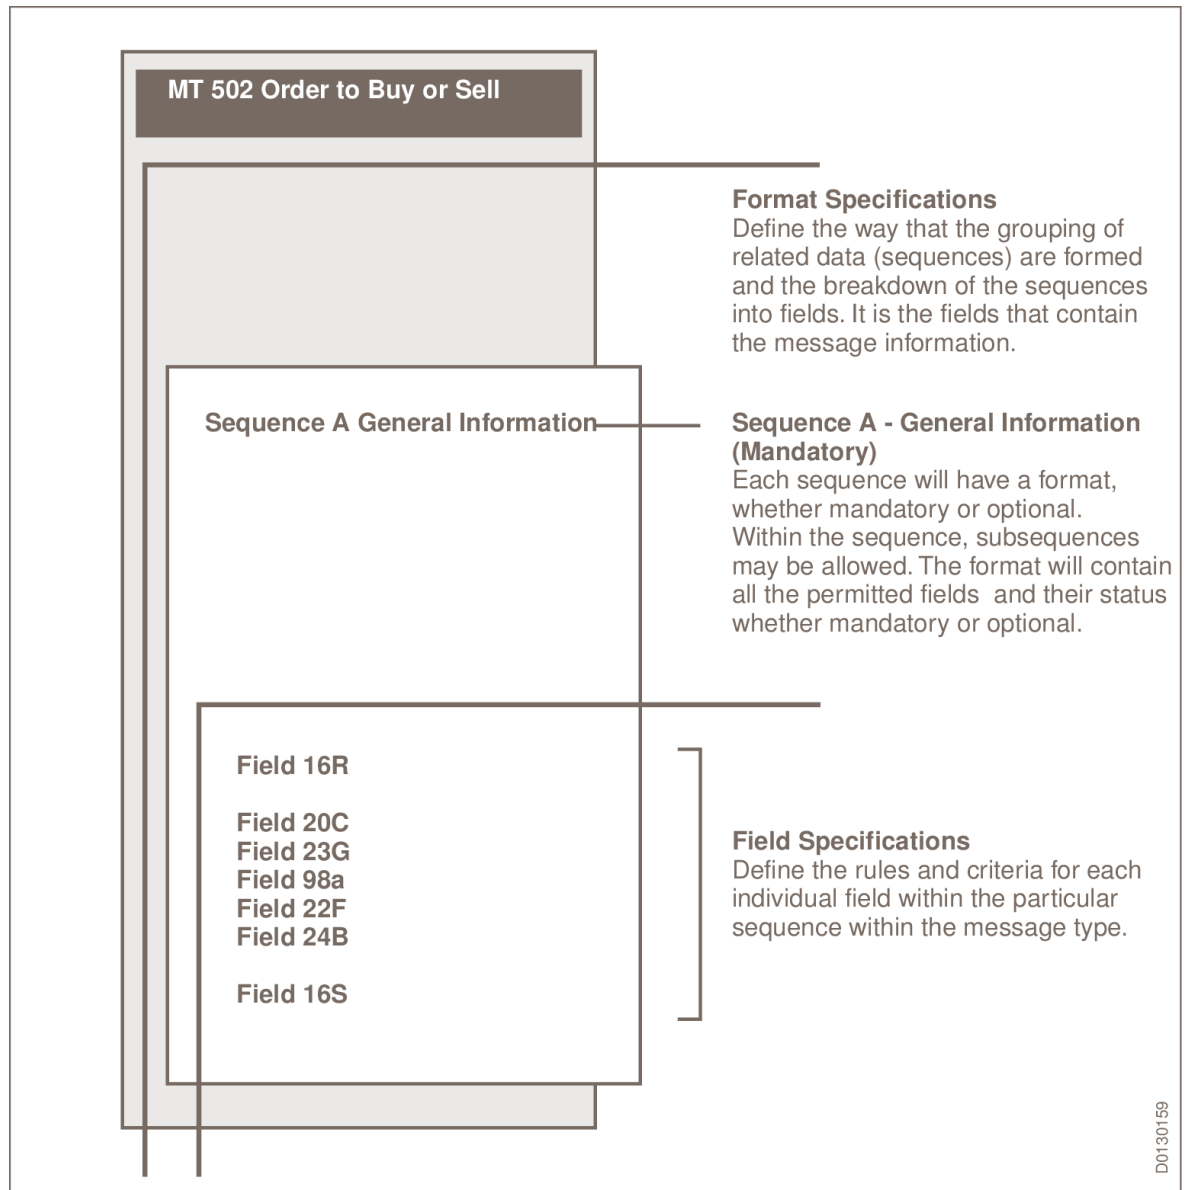 MT 502 Order to Buy or Sell
Format Specifications
Define the way that the grouping of
related data (sequences) are formed
and the breakdown of the sequences
into fields. It is the fields that contain
the message information.
Sequence A General Information
Sequence A - General Information
(Mandatory)
Each sequence will have a format,
whether mandatory or optional.
Within the sequence, subsequences
may be allowed. The format will contain
all the permitted fields  and their status
whether mandatory or optional.
Field 16R
Field 20C
Field 23G
Field 98a
Field 22F
Field 24B
Field 16S
Field Specifications
Define the rules and criteria for each
individual field within the particular
sequence within the message type.
D0130159